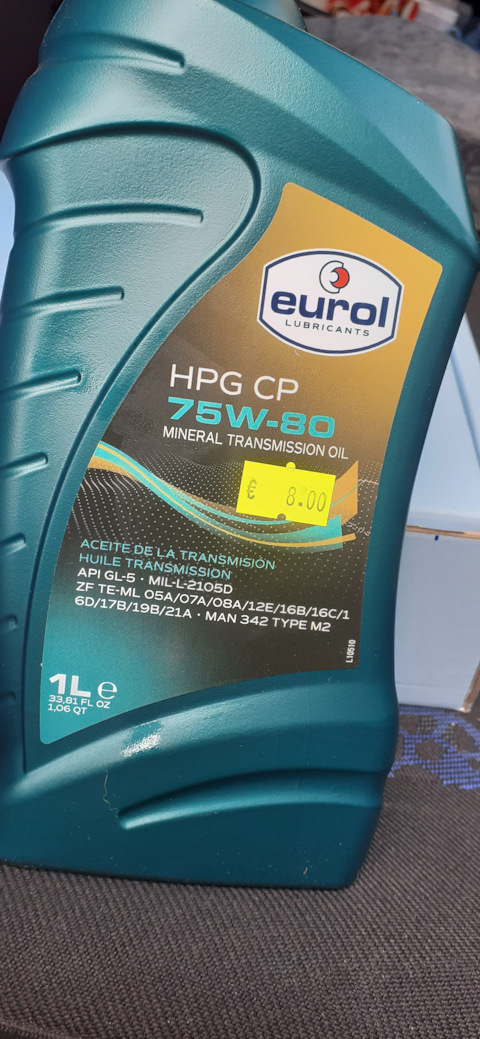 eurol
LUBRICANTS
HPG CP
75W-80
MINERAL TRANSMISSION OIL
€ 8.00
ACEITE DE LA TRANSMISIÓN
HUILE TRANSMISSION
API GL-5 · MIL-L-2105D
ZF TE-ML 05A/07A/08A/12E/16B/16C/1
6D/17B/19B/21A · MAN 342 TYPE M2
L10510
1L e
33,81 FL OZ
1,06 QT